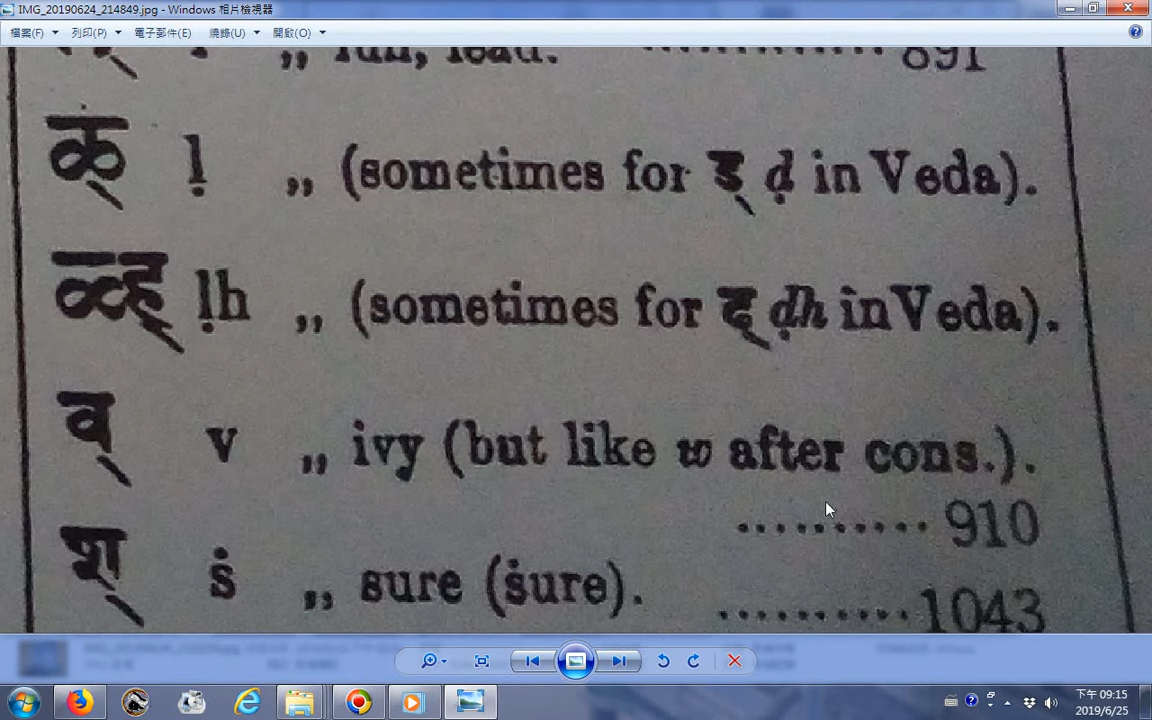 IMG_20190624_214849.jpg - Windows 相片檢視器
檔案(F) 列印(P) 電子郵件(E) 燒錄(U) 開啟(O)
„ run, lead. ............. 891
ळ् ḷ „ (sometimes for ड् ḍ in Veda).
ळ्ह् ḷh „ (sometimes for ढ् ḍh in Veda).
व् v „ ivy (but like w after cons.).
.......... 910
श् ṡ „ sure (ṡure).
.......... 1043
下午 09:15
2019/6/25